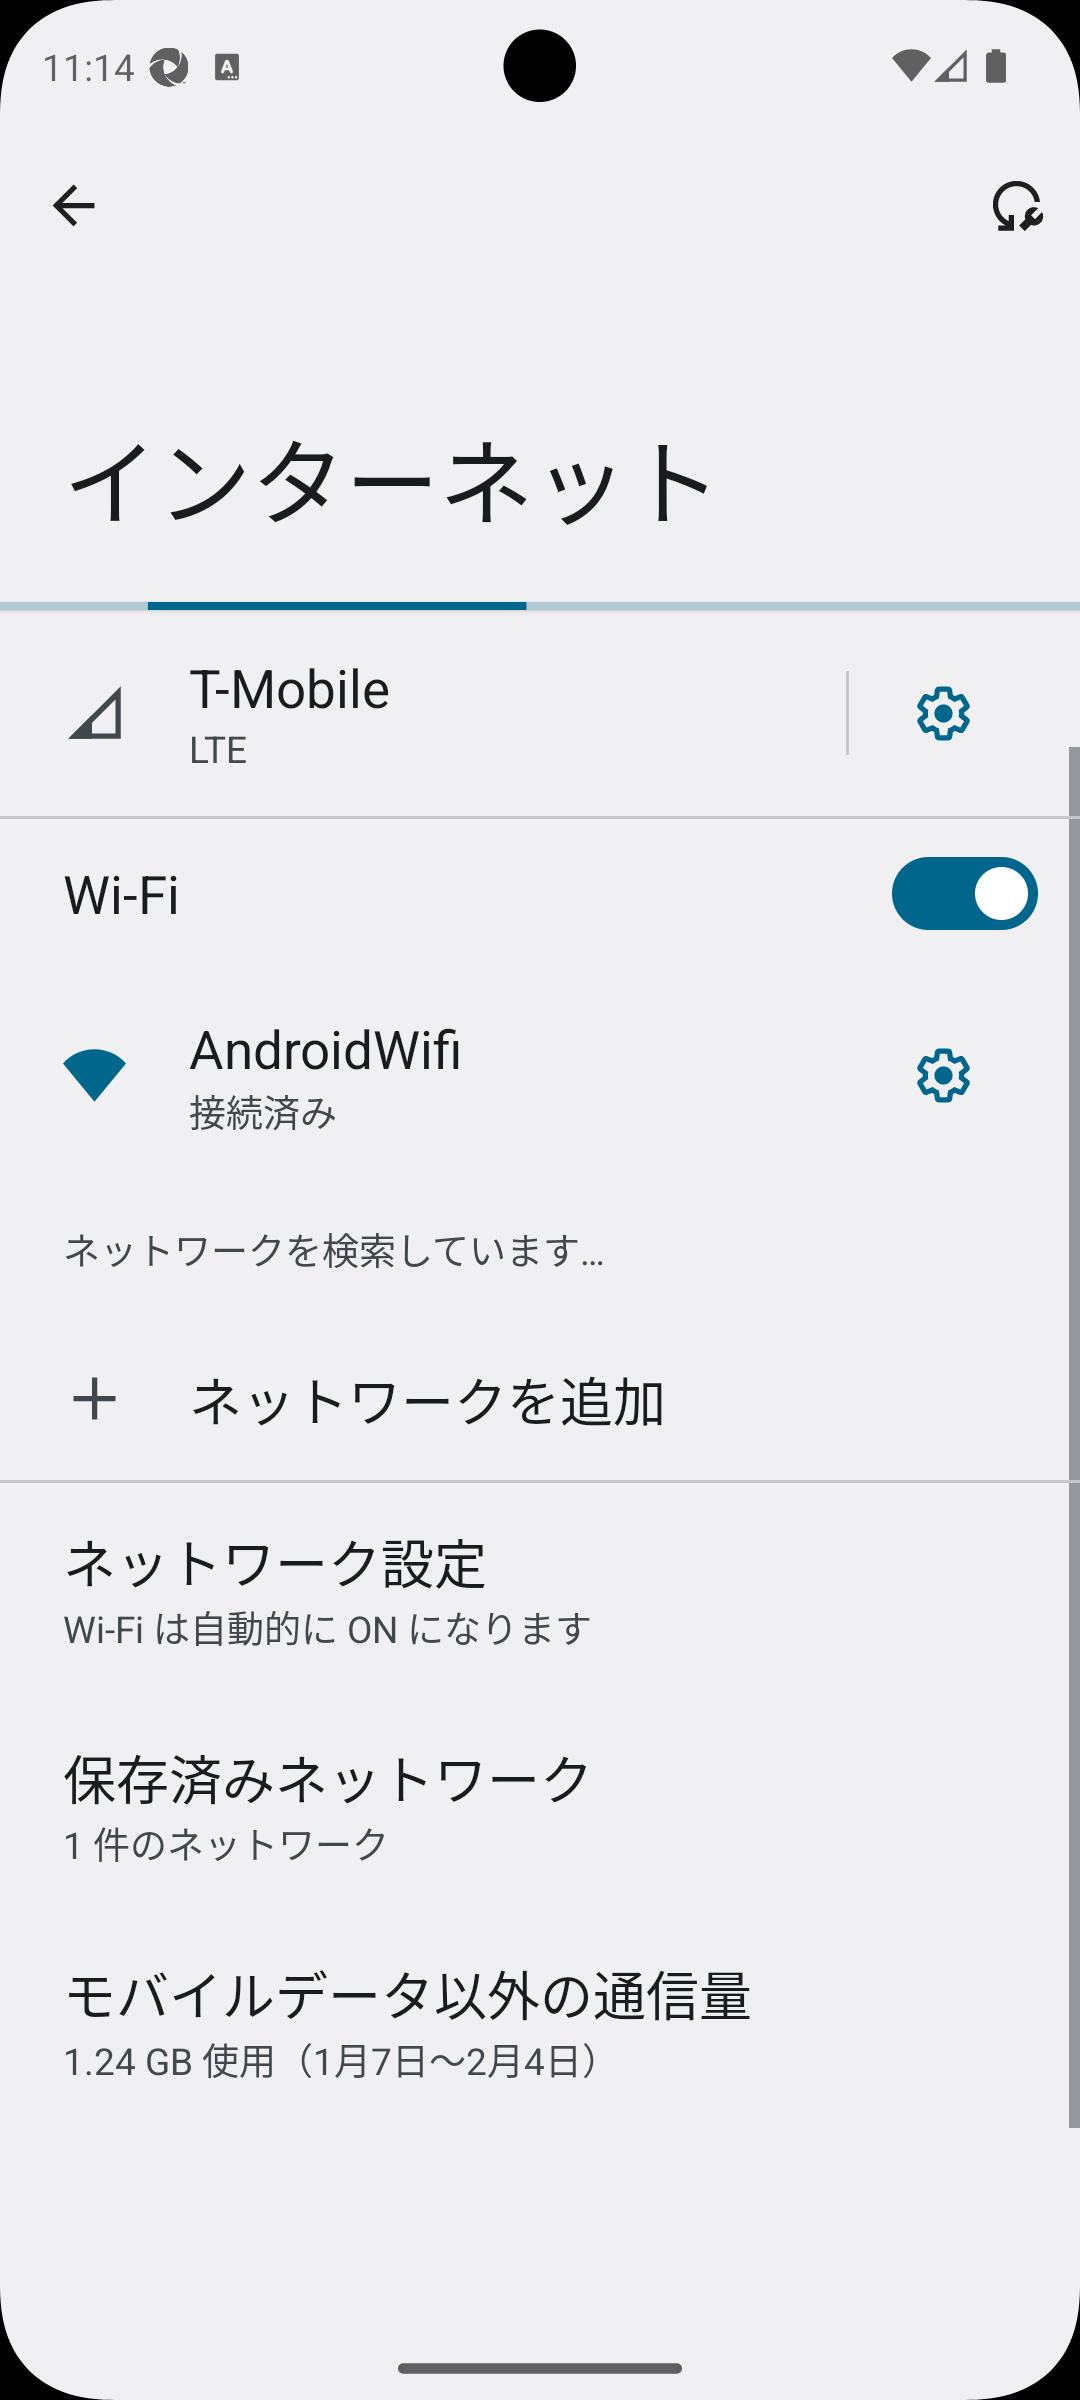 11:14
インターネット
T-Mobile
LTE
Wi-Fi
AndroidWifi
接続済み
ネットワークを検索しています…
ネットワークを追加
ネットワーク設定
Wi-Fi は自動的に ON になります
保存済みネットワーク
1 件のネットワーク
モバイルデータ以外の通信量
1.24 GB 使用（1月7日～2月4日）